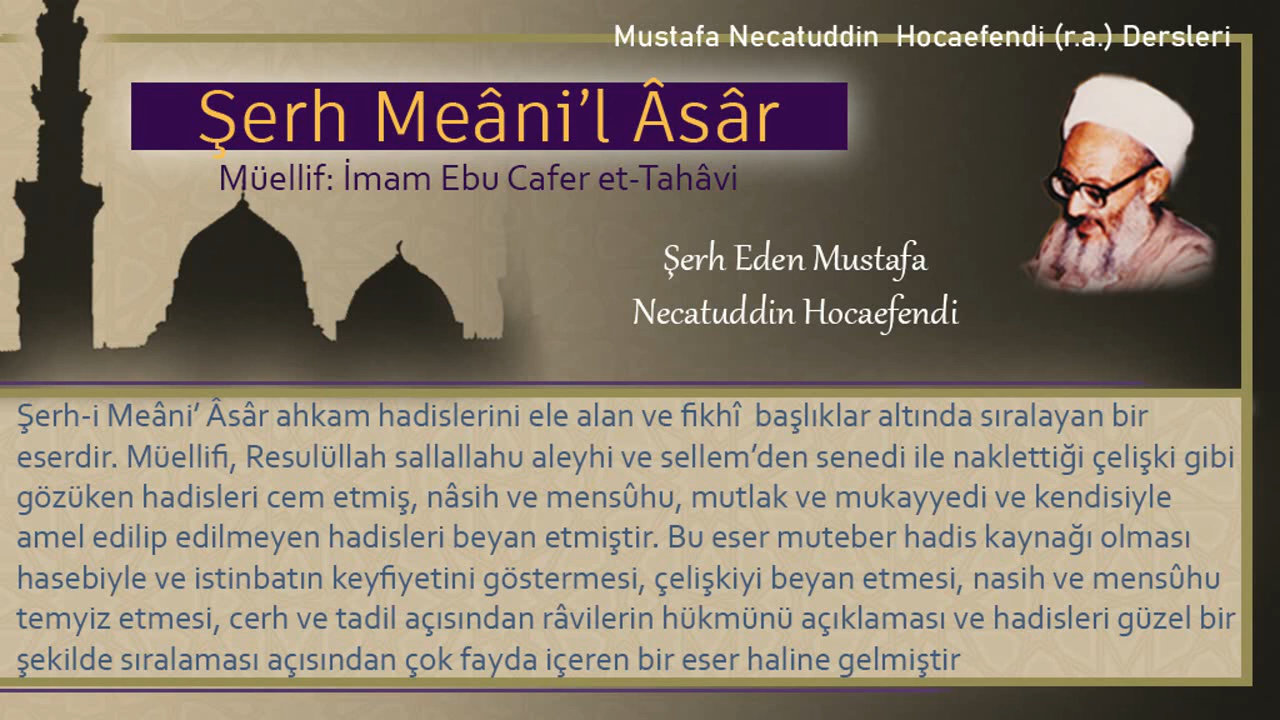 Mustafa Necatuddin Hocaefendi (r.a.) Dersleri
Şerh Meâni’l Âsâr
Müellif: İmam Ebu Cafer et-Tahâvi
Şerh Eden Mustafa
Necatuddin Hocaefendi
Şerh-i Meâni’ Âsâr ahkam hadislerini ele alan ve fikhî başlıklar altında sıralayan bir
eserdir. Müellifi, Resulüllah sallallahu aleyhi ve sellem’den senedi ile naklettiği çelişki gibi
gözüken hadisleri cem etmiş, nâsih ve mensûhu, mutlak ve mukayyedi ve kendisiyle
amel edilip edilmeyen hadisleri beyan etmiştir. Bu eser muteber hadis kaynağı olması
hasebiyle ve istinbatın keyfiyetini göstermesi, çelişkiyi beyan etmesi, nasih ve mensûhu
temyiz etmesi, cerh ve tadil açısından râvilerin hükmünü açıklaması ve hadisleri güzel bir
şekilde sıralaması açısından çok fayda içeren bir eser haline gelmiştir